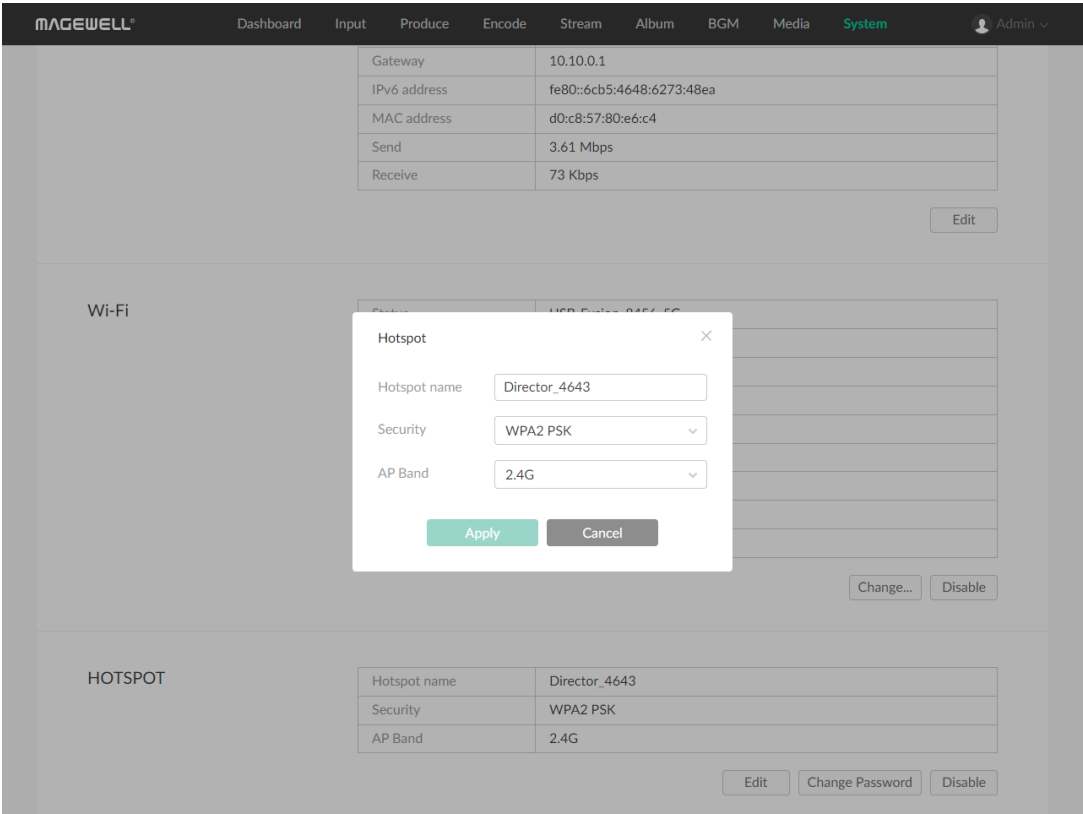 MAGEWELL® Dashboard Input Produce Encode Stream Album BGM Media System Admin
Gateway 10.10.0.1
IPv6 address fe80::6cb5:4648:6273:48ea
MAC address d0:c8:57:80:e6:c4
Send 3.61 Mbps
Receive 73 Kbps
Edit
Wi-Fi
Hotspot
Hotspot name Director_4643
Security WPA2 PSK
AP Band 2.4G
Apply Cancel
Change... Disable
HOTSPOT
Hotspot name Director_4643
Security WPA2 PSK
AP Band 2.4G
Edit Change Password Disable